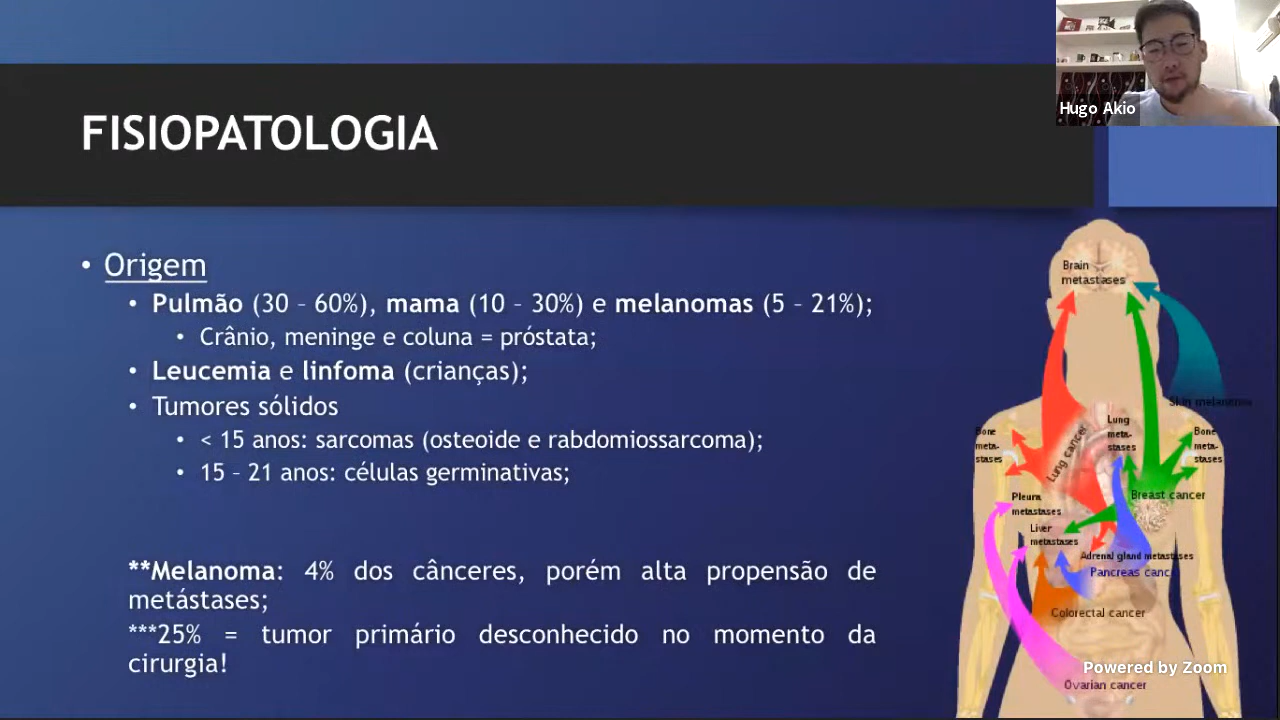 Hugo Akio
FISIOPATOLOGIA
• Origem
• Pulmão (30 – 60%), mama (10 – 30%) e melanomas (5 – 21%);
• Crânio, meninge e coluna = próstata;
• Leucemia e linfoma (crianças);
• Tumores sólidos
• < 15 anos: sarcomas (osteoide e rabdomiossarcoma);
• 15 – 21 anos: células germinativas;
**Melanoma: 4% dos cânceres, porém alta propensão de
metástases;
***25% = tumor primário desconhecido no momento da
cirurgia!
Brain
metastases
Skin melanoma
Bone
meta-
stases
Lung cancer
Lung
meta-
stases
Bone
meta-
stases
Breast cancer
Pleura
metastases
Liver
metastases
Adrenal gland metastases
Pancreas canc
Colorectal cancer
Ovarian cancer
Powered by Zoom